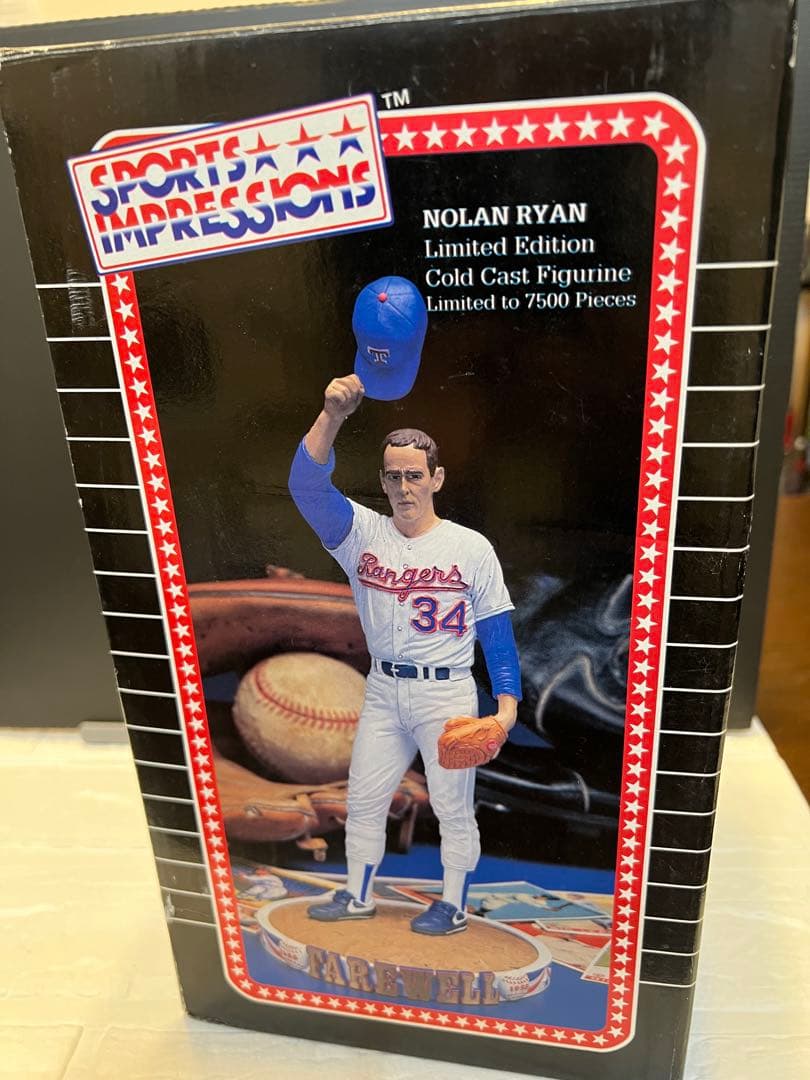 TM
SPORTS
IMPRESSIONS
NOLAN RYAN
Limited Edition
Cold Cast Figurine
Limited to 7500 Pieces
T
Rangers
34
FAREWELL